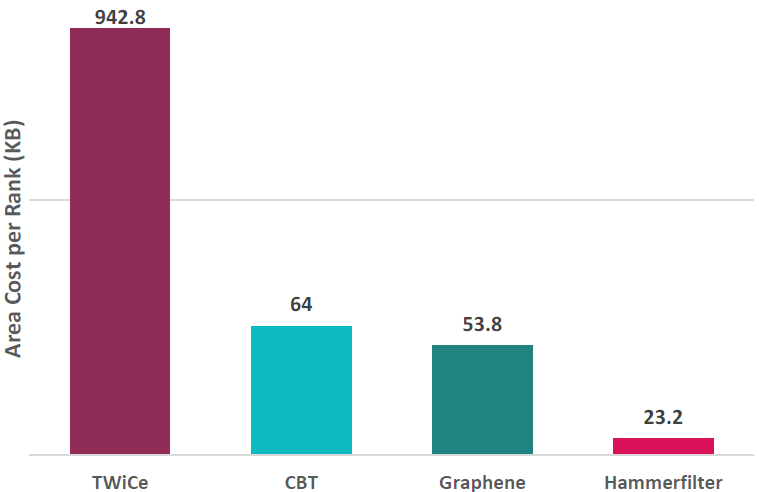 942.8
Area Cost per Rank (KB)
64
53.8
23.2
TWiCe
CBT
Graphene
Hammerfilter